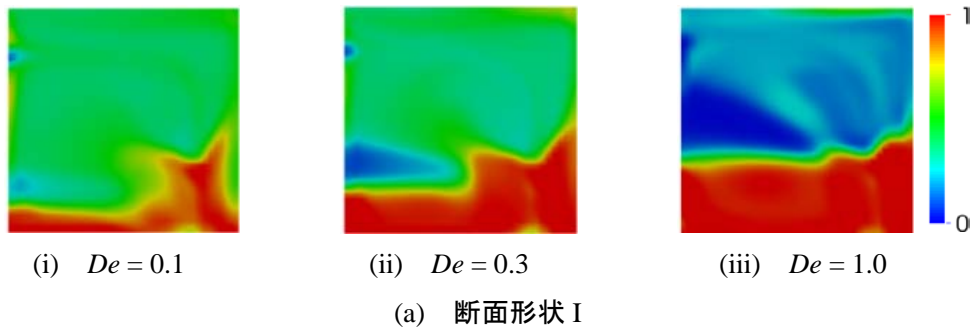 1
0
(i) De = 0.1
(ii) De = 0.3
(iii) De = 1.0
(a) 断面形状 I